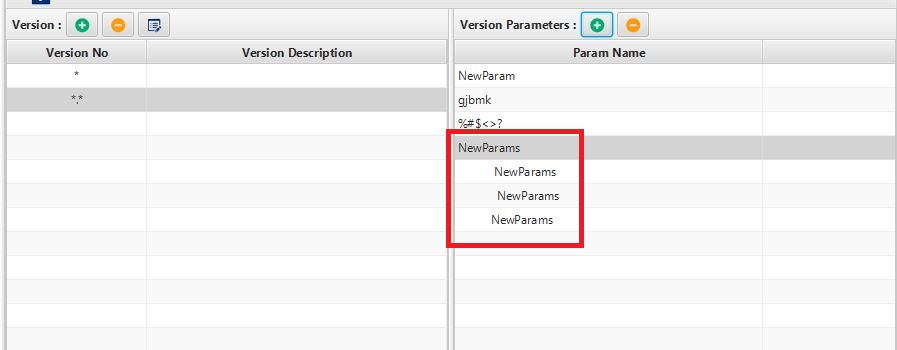 Version :
Version Parameters :
Version No Version Description
Param Name
*
*.*
NewParam
gjbmk
%#$<>?
NewParams
NewParams
NewParams
NewParams